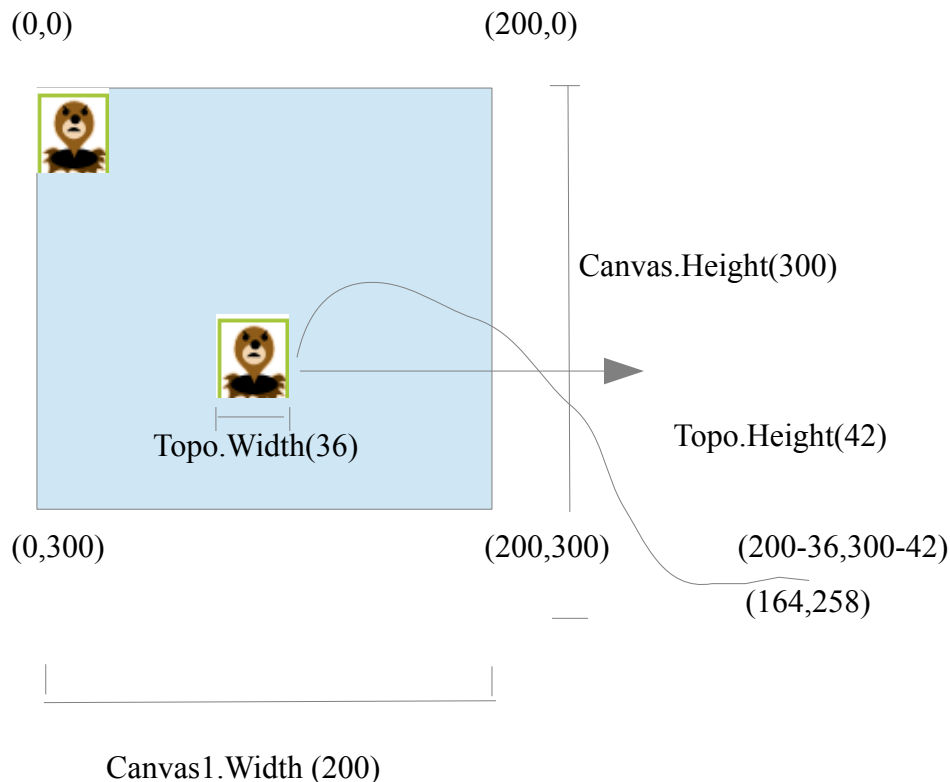 (0,0)
(200,0)
Canvas.Height(300)
Topo.Width(36)
Topo.Height(42)
(0,300)
(200,300)
(200-36,300-42)
(164,258)
Canvas1.Width (200)